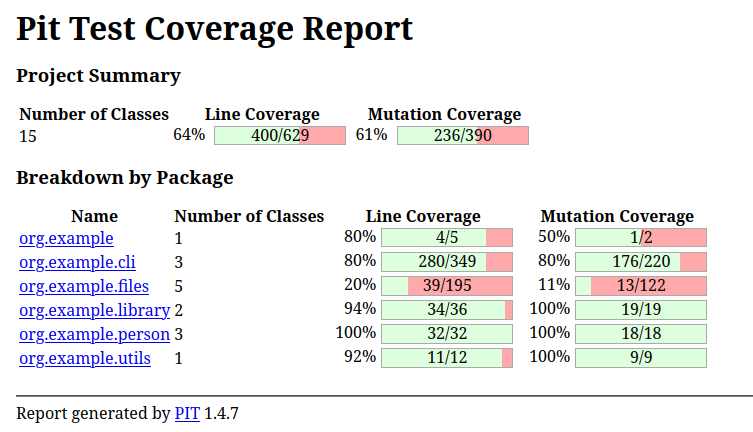 Pit Test Coverage Report
Project Summary
Number of Classes Line Coverage Mutation Coverage
15 64% 400/629 61% 236/390
Breakdown by Package
Name Number of Classes Line Coverage Mutation Coverage
org.example 1 80% 4/5 50% 1/2
org.example.cli 3 80% 280/349 80% 176/220
org.example.files 5 20% 39/195 11% 13/122
org.example.library 2 94% 34/36 100% 19/19
org.example.person 3 100% 32/32 100% 18/18
org.example.utils 1 92% 11/12 100% 9/9
Report generated by PIT 1.4.7